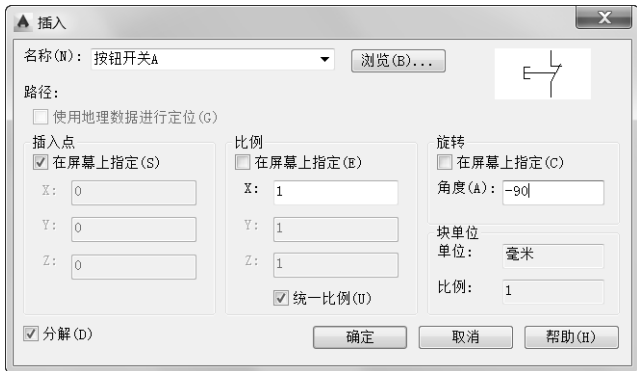 插入
名称(N): 按钮开关A 浏览(B)...
路径:
使用地理数据进行定位(G)
插入点 比例 旋转
在屏幕上指定(S) 在屏幕上指定(E) 在屏幕上指定(C)
X: 0 X: 1 角度(A): -90
Y: 0 Y: 1 块单位
单位: 毫米
Z: 0 Z: 1
比例: 1
统一比例(U)
分解(D) 确定 取消 帮助(H)